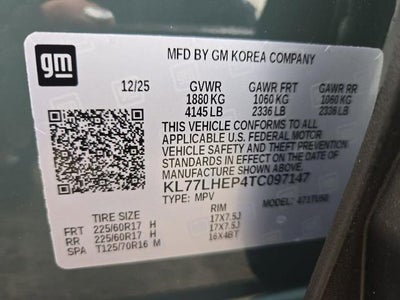 gm
MFD BY GM KOREA COMPANY
12/25 GVWR GAWR FRT GAWR RR
1880 KG 1060 KG 1060 KG
4145 LB 2336 LB 2336 LB
THIS VEHICLE CONFORMS TO ALL
APPLICABLE U.S. FEDERAL MOTOR
VEHICLE SAFETY AND THEFT PREVENTION
STANDARDS IN EFFECT ON THE DATE OF
MANUFACTURE SHOWN ABOVE.
KL77LHEP4TC097147
TYPE: MPV MODEL:
TIRE SIZE RIM
FRT 225/60R17 H 17X7.5J
RR 225/60R17 H 17X7.5J
SPA T125/70R16 M 16X4BT